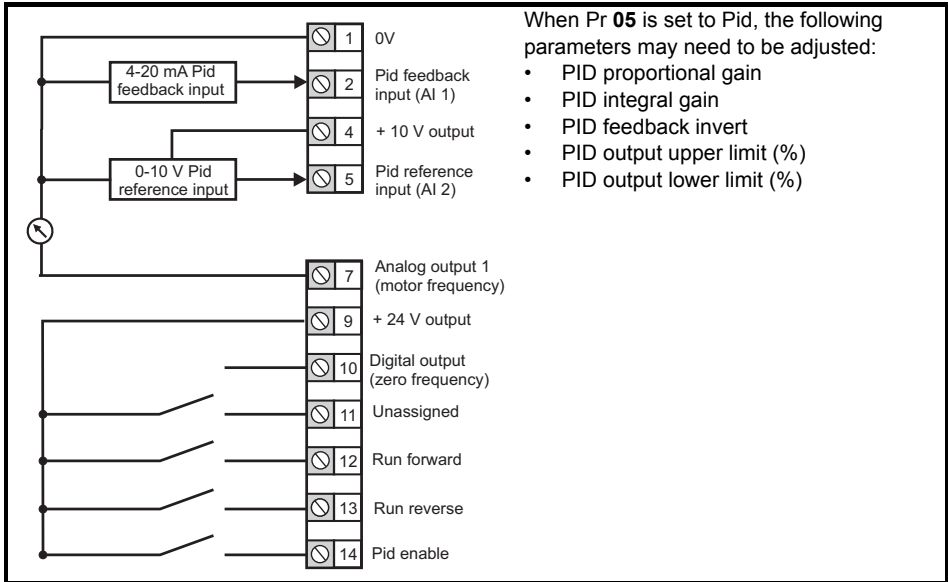 1 0V
4-20 mA Pid
feedback input
2 Pid feedback
input (AI 1)
4 + 10 V output
0-10 V Pid
reference input
5 Pid reference
input (AI 2)
7 Analog output 1
(motor frequency)
9 + 24 V output
10 Digital output
(zero frequency)
11 Unassigned
12 Run forward
13 Run reverse
14 Pid enable
When Pr 05 is set to Pid, the following
parameters may need to be adjusted:
• PID proportional gain
• PID integral gain
• PID feedback invert
• PID output upper limit (%)
• PID output lower limit (%)